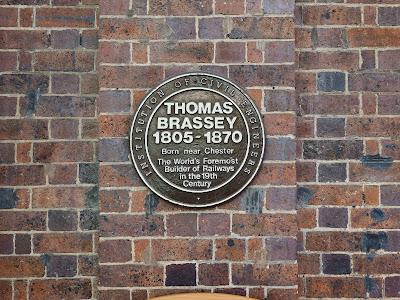 INSTITUTION OF CIVIL ENGINEERS
THOMAS
BRASSEY
1805-1870
Born near Chester
The World's Foremost
Builder of Railways
in the 19th
Century